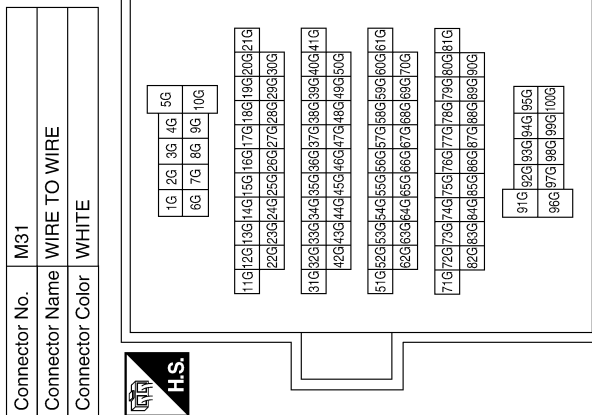 Connector No. M31
Connector Name WIRE TO WIRE
Connector Color WHITE
H.S.
1G 2G 3G 4G 5G
6G 7G 8G 9G 10G
11G 12G 13G 14G 15G 16G 17G 18G 19G 20G 21G
22G 23G 24G 25G 26G 27G 28G 29G 30G
31G 32G 33G 34G 35G 36G 37G 38G 39G 40G 41G
42G 43G 44G 45G 46G 47G 48G 49G 50G
51G 52G 53G 54G 55G 56G 57G 58G 59G 60G 61G
62G 63G 64G 65G 66G 67G 68G 69G 70G
71G 72G 73G 74G 75G 76G 77G 78G 79G 80G 81G
82G 83G 84G 85G 86G 87G 88G 89G 90G
91G 92G 93G 94G 95G
96G 97G 98G 99G 100G